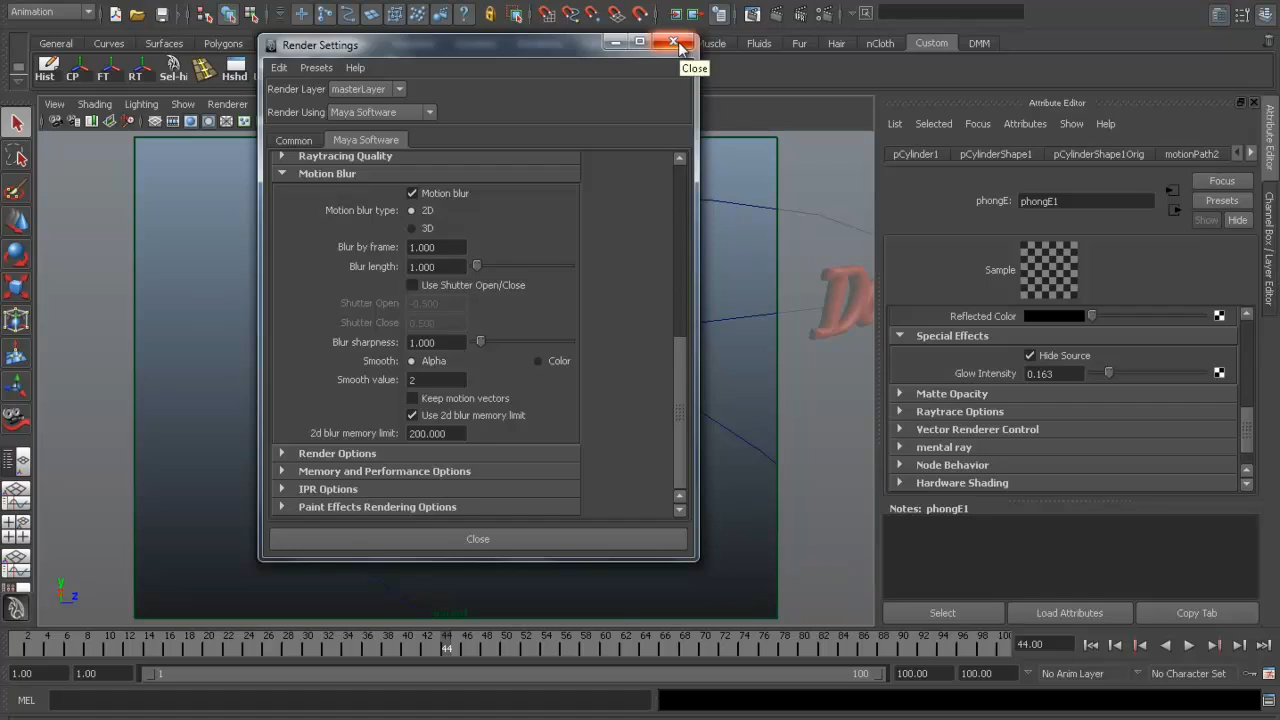 Animation
General Curves Surfaces Polygons Muscle Fluids Fur Hair nCloth Custom DMM
Hist CP FT Sel-hi Hshd
View Shading Lighting Show Renderer
Render Settings
Close
Edit Presets Help
Render Layer masterLayer
Render Using Maya Software
Common Maya Software
Raytracing Quality
Motion Blur
Motion blur
Motion blur type: 2D
3D
Blur by frame: 1.000
Blur length: 1.000
Use Shutter Open/Close
Shutter Open -0.500
Shutter Close 0.500
Blur sharpness: 1.000
Smooth: Alpha Color
Smooth value: 2
Keep motion vectors
Use 2d blur memory limit
2d blur memory limit: 200.000
Render Options
Memory and Performance Options
IPR Options
Paint Effects Rendering Options
Close
Attribute Editor
List Selected Focus Attributes Show Help
pCylinder1 pCylinderShape1 pCylinderShape1Orig motionPath2
Focus
phongE: phongE1 Presets
Show Hide
Sample
Reflected Color
Special Effects
Hide Source
Glow Intensity 0.163
Matte Opacity
Raytrace Options
Vector Renderer Control
mental ray
Node Behavior
Hardware Shading
Notes: phongE1
Select Load Attributes Copy Tab
Attribute Editor
Channel Box / Layer Editor
y
z
2 4 6 8 10 12 14 16 18 20 22 24 26 28 30 32 34 36 38 40 42 44 46 48 50 52 54 56 58 60 62 64 66 68 70 72 74 76 78 80 82 84 86 88 90 92 94 96 98 100
44
44.00
1.00 1.00 1 100 100.00 100.00 No Anim Layer No Character Set
MEL